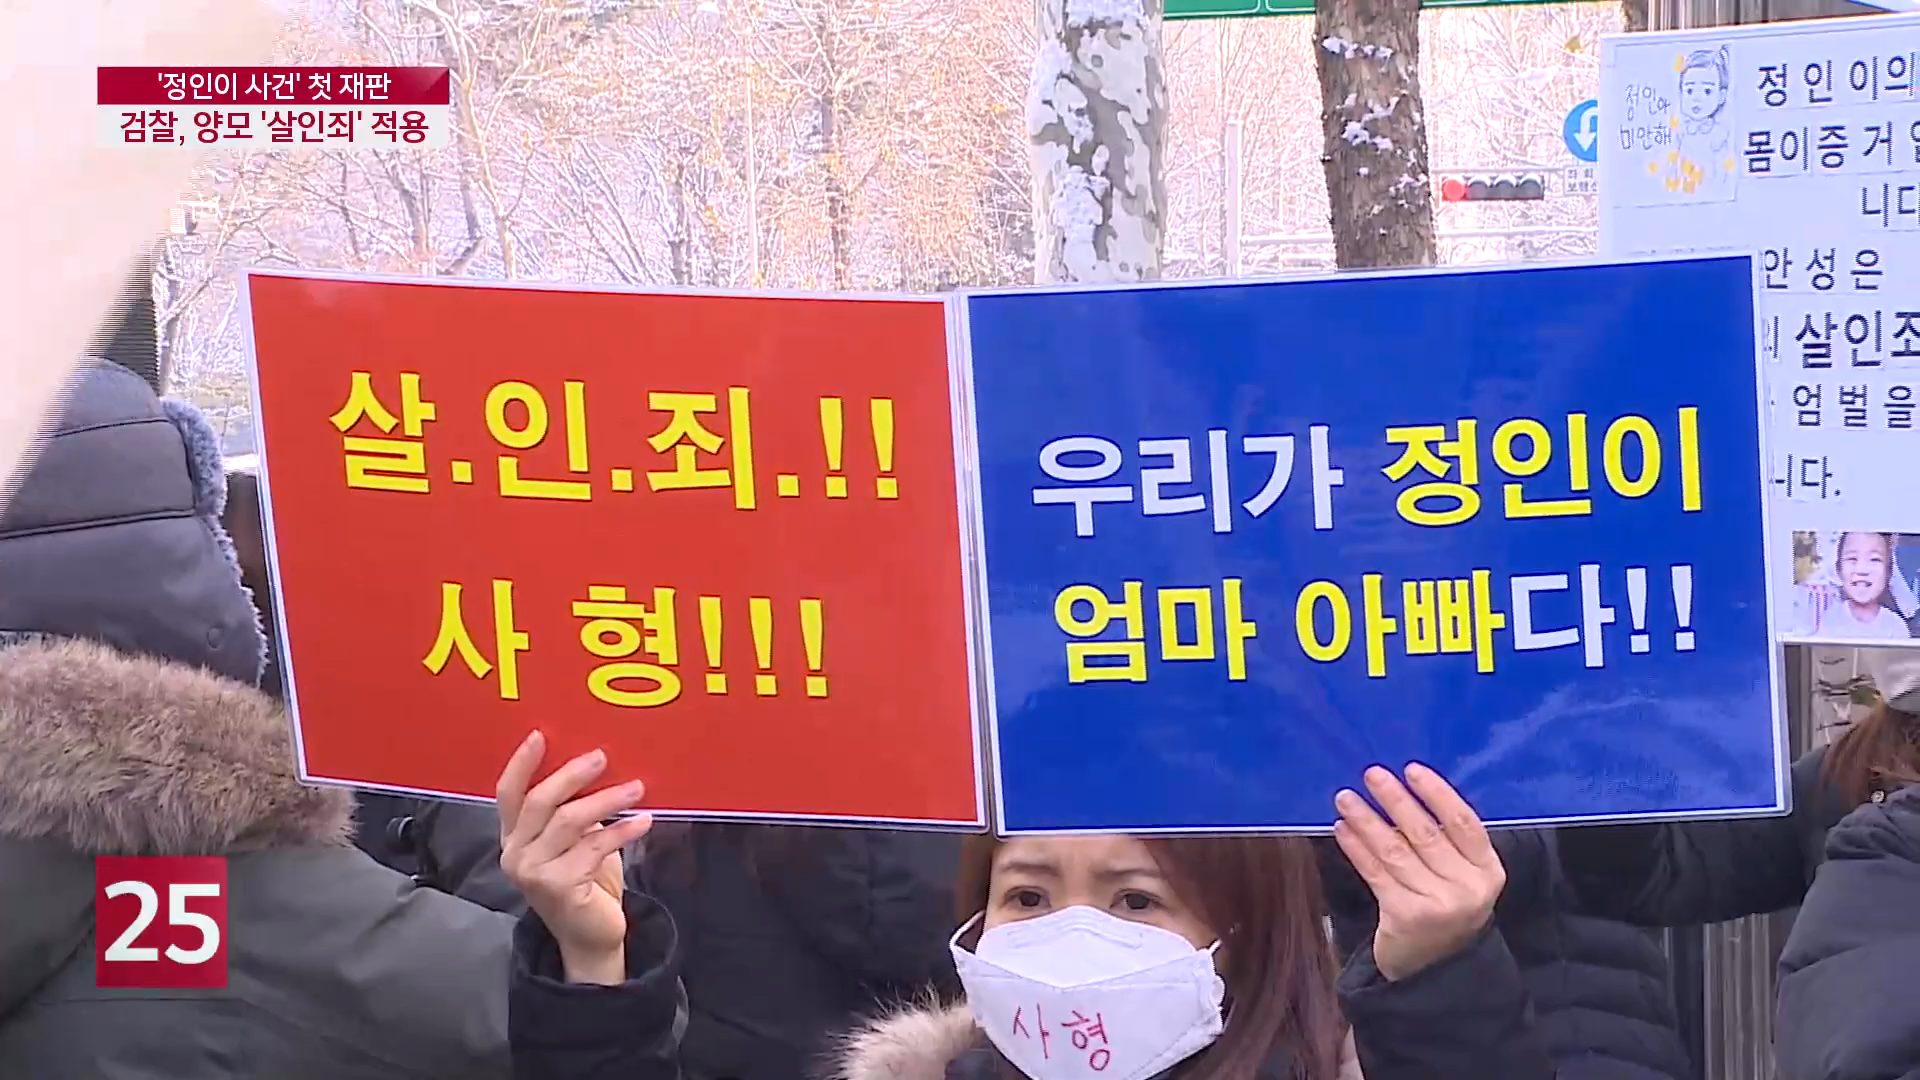 '정인이 사건' 첫 재판
검찰, 양모 '살인죄' 적용
살.인.죄.!!
사 형!!!
우리가 정인이
엄마 아빠다!!
정인아
미안해
정 인 이의
몸이증 거
니다
안 성 은
살인죄
엄 벌 을
니다.
25
사 형